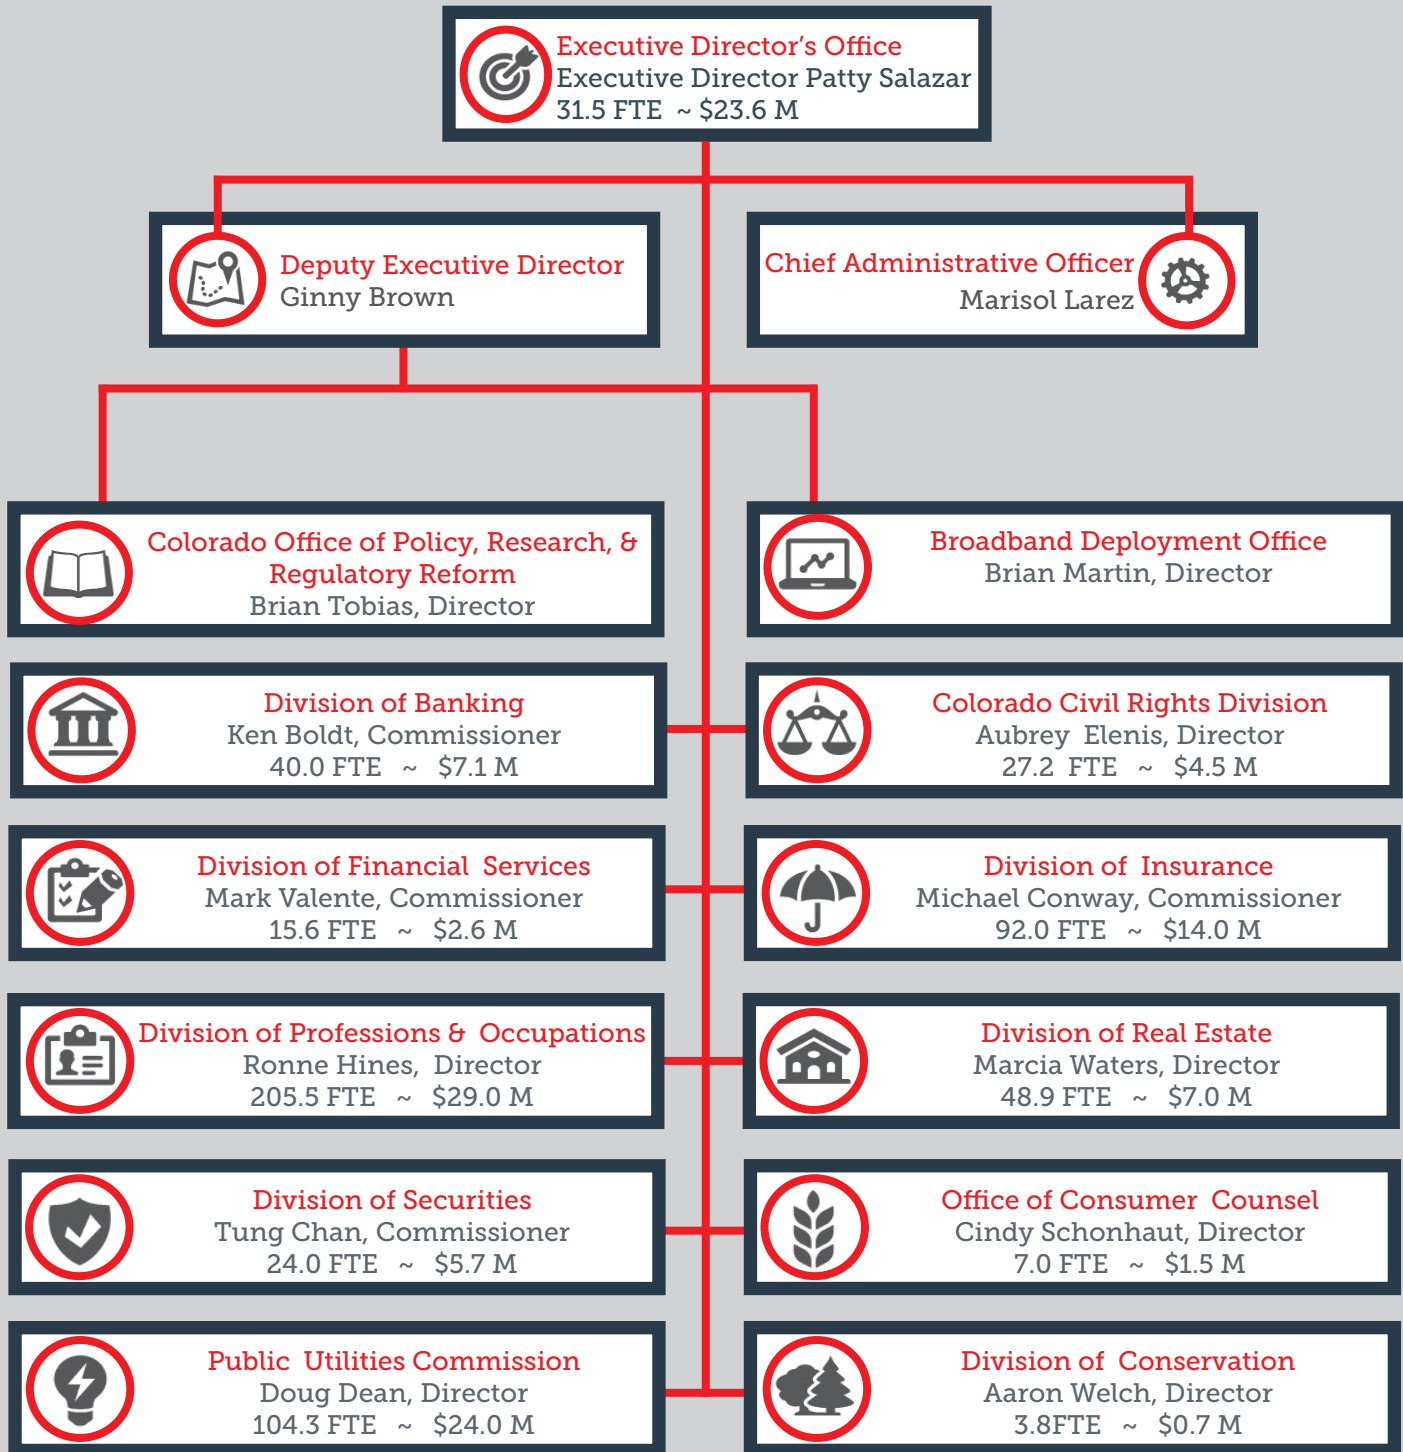 Executive Director's Office
Executive Director Patty Salazar
31.5 FTE ~ $23.6 M
Deputy Executive Director
Ginny Brown
Chief Administrative Officer
Marisol Larez
Colorado Office of Policy, Research, &
Regulatory Reform
Brian Tobias, Director
Broadband Deployment Office
Brian Martin, Director
Division of Banking
Ken Boldt, Commissioner
40.0 FTE ~ $7.1 M
Colorado Civil Rights Division
Aubrey Elenis, Director
27.2 FTE ~ $4.5 M
Division of Financial Services
Mark Valente, Commissioner
15.6 FTE ~ $2.6 M
Division of Insurance
Michael Conway, Commissioner
92.0 FTE ~ $14.0 M
Division of Professions & Occupations
Ronne Hines, Director
205.5 FTE ~ $29.0 M
Division of Real Estate
Marcia Waters, Director
48.9 FTE ~ $7.0 M
Division of Securities
Tung Chan, Commissioner
24.0 FTE ~ $5.7 M
Office of Consumer Counsel
Cindy Schonhaut, Director
7.0 FTE ~ $1.5 M
Public Utilities Commission
Doug Dean, Director
104.3 FTE ~ $24.0 M
Division of Conservation
Aaron Welch, Director
3.8FTE ~ $0.7 M